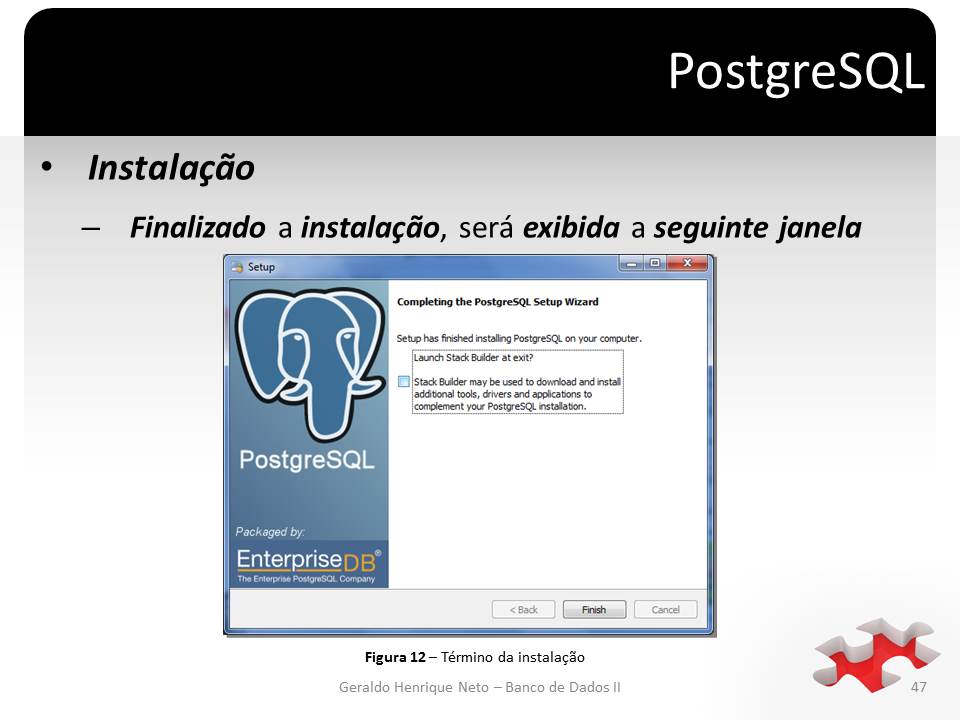 PostgreSQL
• Instalação
– Finalizado a instalação, será exibida a seguinte janela
Setup
Completing the PostgreSQL Setup Wizard
Setup has finished installing PostgreSQL on your computer.
Launch Stack Builder at exit?
Stack Builder may be used to download and install
additional tools, drivers and applications to
complement your PostgreSQL installation.
PostgreSQL
Packaged by:
EnterpriseDB®
The Enterprise PostgreSQL Company
< Back
Finish
Cancel
Figura 12 – Término da instalação
Geraldo Henrique Neto – Banco de Dados II
47